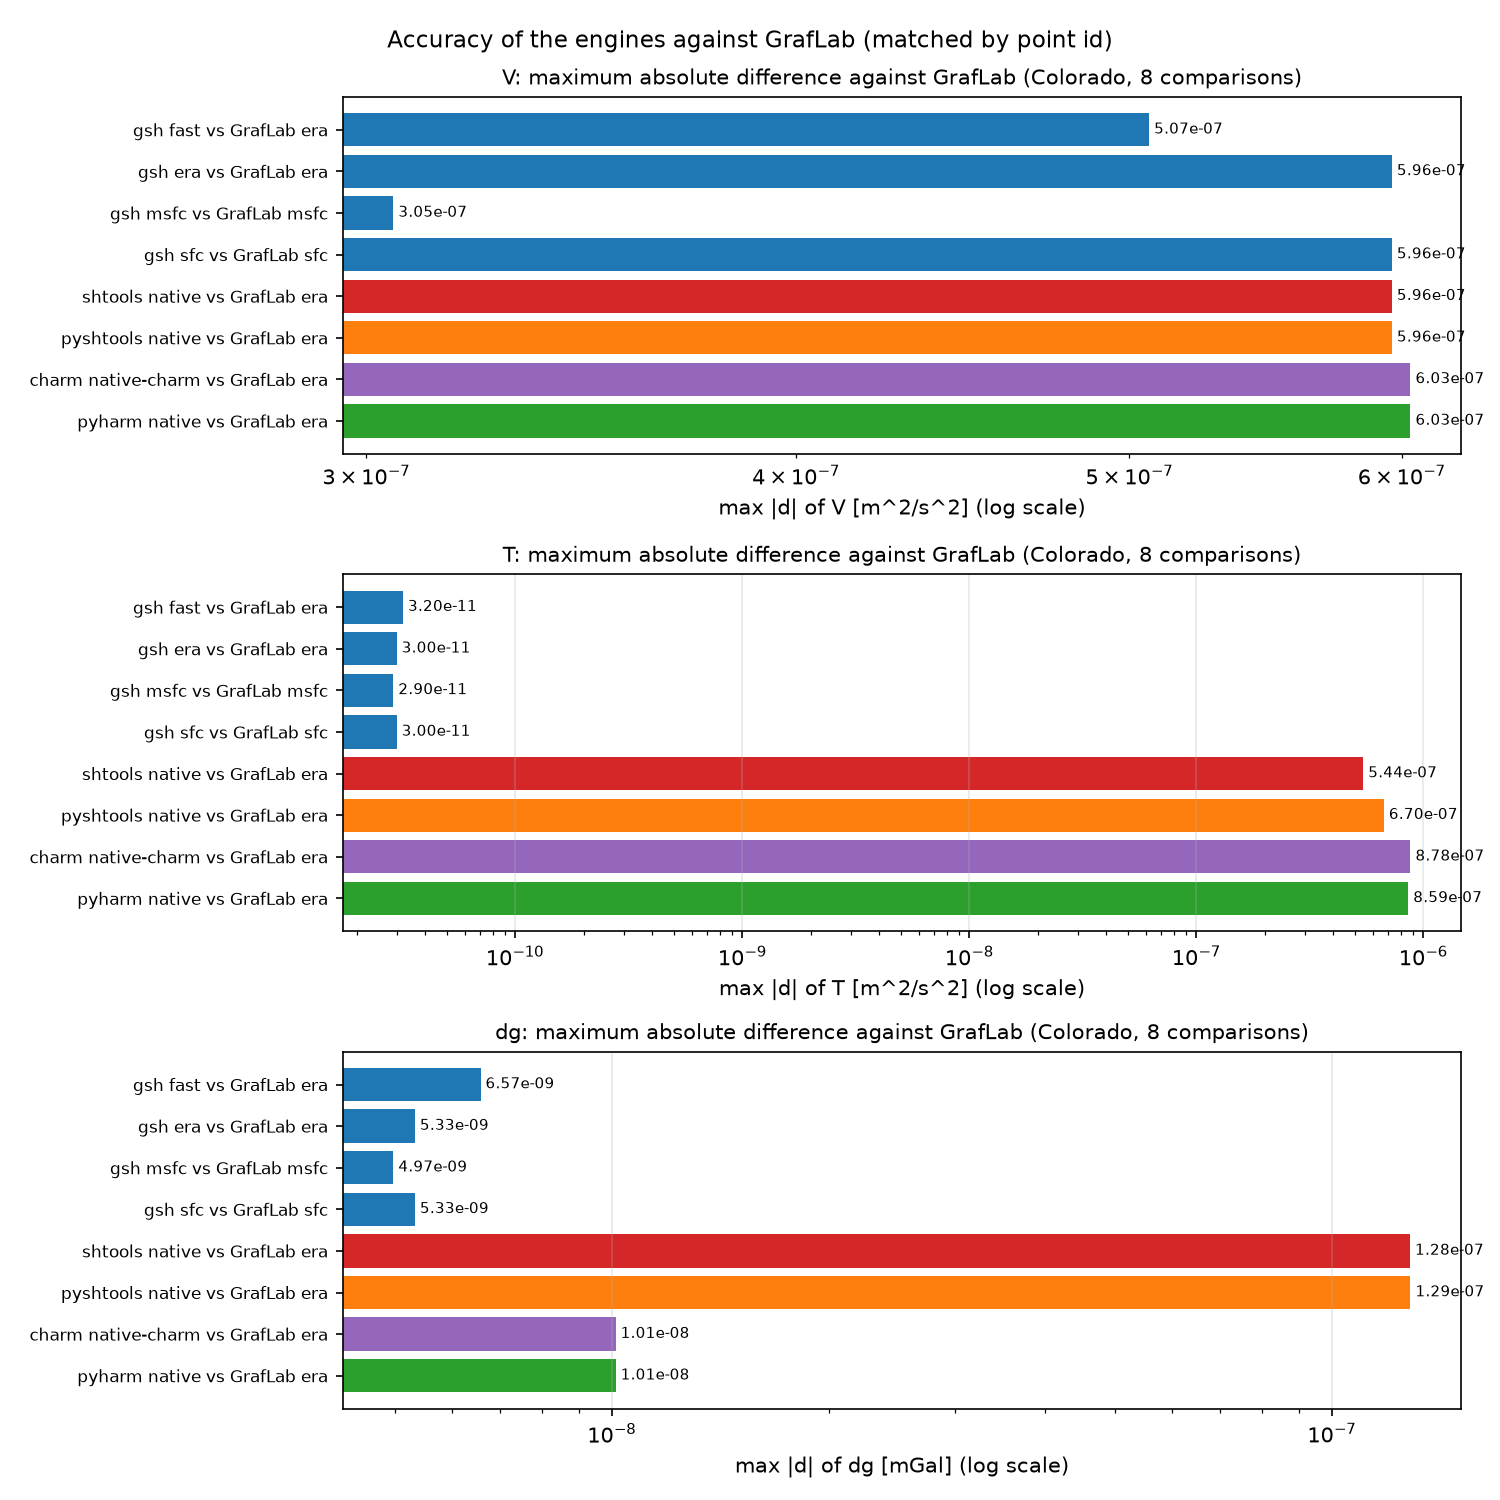 Accuracy of the engines against GrafLab (matched by point id)
V: maximum absolute difference against GrafLab (Colorado, 8 comparisons)
gsh fast vs GrafLab era 5.07e-07
gsh era vs GrafLab era 5.96e-07
gsh msfc vs GrafLab msfc 3.05e-07
gsh sfc vs GrafLab sfc 5.96e-07
shtools native vs GrafLab era 5.96e-07
pyshtools native vs GrafLab era 5.96e-07
charm native-charm vs GrafLab era 6.03e-07
pyharm native vs GrafLab era 6.03e-07
3 × 10⁻⁷ 4 × 10⁻⁷ 5 × 10⁻⁷ 6 × 10⁻⁷
max |d| of V [m^2/s^2] (log scale)
T: maximum absolute difference against GrafLab (Colorado, 8 comparisons)
gsh fast vs GrafLab era 3.20e-11
gsh era vs GrafLab era 3.00e-11
gsh msfc vs GrafLab msfc 2.90e-11
gsh sfc vs GrafLab sfc 3.00e-11
shtools native vs GrafLab era 5.44e-07
pyshtools native vs GrafLab era 6.70e-07
charm native-charm vs GrafLab era 8.78e-07
pyharm native vs GrafLab era 8.59e-07
10⁻¹⁰ 10⁻⁹ 10⁻⁸ 10⁻⁷ 10⁻⁶
max |d| of T [m^2/s^2] (log scale)
dg: maximum absolute difference against GrafLab (Colorado, 8 comparisons)
gsh fast vs GrafLab era 6.57e-09
gsh era vs GrafLab era 5.33e-09
gsh msfc vs GrafLab msfc 4.97e-09
gsh sfc vs GrafLab sfc 5.33e-09
shtools native vs GrafLab era 1.28e-07
pyshtools native vs GrafLab era 1.29e-07
charm native-charm vs GrafLab era 1.01e-08
pyharm native vs GrafLab era 1.01e-08
10⁻⁸ 10⁻⁷
max |d| of dg [mGal] (log scale)